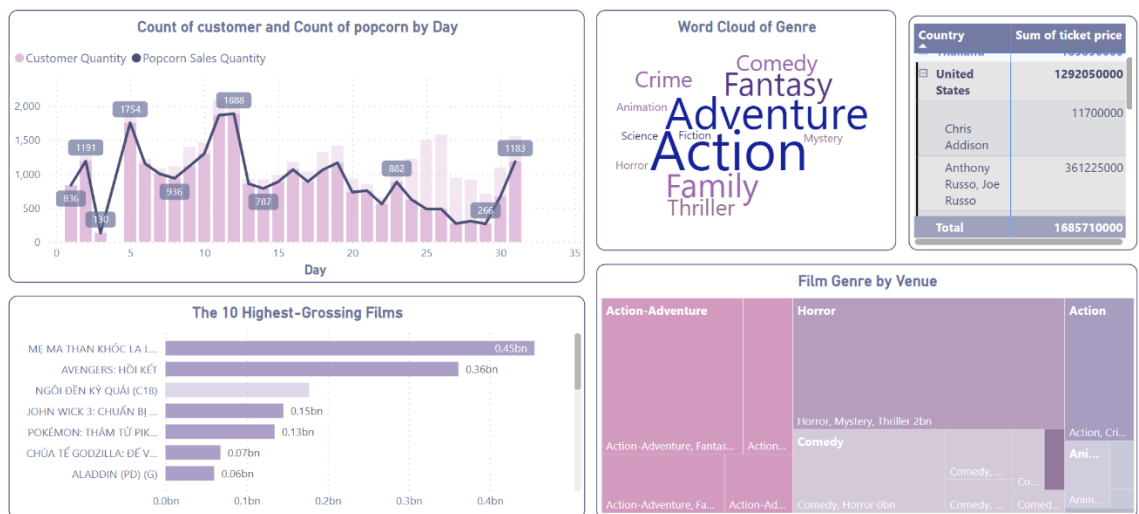 Count of customer and Count of popcorn by Day
Customer Quantity Popcorn Sales Quantity
2,000
1,500
1,000
500
0
836
1191
130
1754
936
1888
787
882
266
1183
0 5 10 15 20 25 30 35
Day
The 10 Highest-Grossing Films
MẸ MA THAN KHÓC LA L... 0.45bn
AVENGERS: HỒI KẾT 0.36bn
NGÔI ĐỀN KỲ QUÁI (C18)
JOHN WICK 3: CHUẨN BỊ ... 0.15bn
POKÉMON: THÁM TỬ PIK... 0.13bn
CHÚA TỂ GODZILLA: ĐẾ V... 0.07bn
ALADDIN (PD) (G) 0.06bn
0.0bn 0.1bn 0.2bn 0.3bn 0.4bn
Word Cloud of Genre
Comedy
Crime
Fantasy
Animation
Adventure
Science Fiction Mystery
Action
Horror
Family
Thriller
Country Sum of ticket price
United States 1292050000
Chris Addison 11700000
Anthony Russo, Joe Russo 361225000
Total 1685710000
Film Genre by Venue
Action-Adventure
Action-Adventure, Fantas...
Action...
Action-Adventure, Fa...
Action-Ad...
Horror
Horror, Mystery, Thriller 2bn
Comedy
Comedy, Horror 0bn
Comedy, ...
Comedy,...
Co...
Comed...
Action
Action, Cri...
Ani...
Anim...